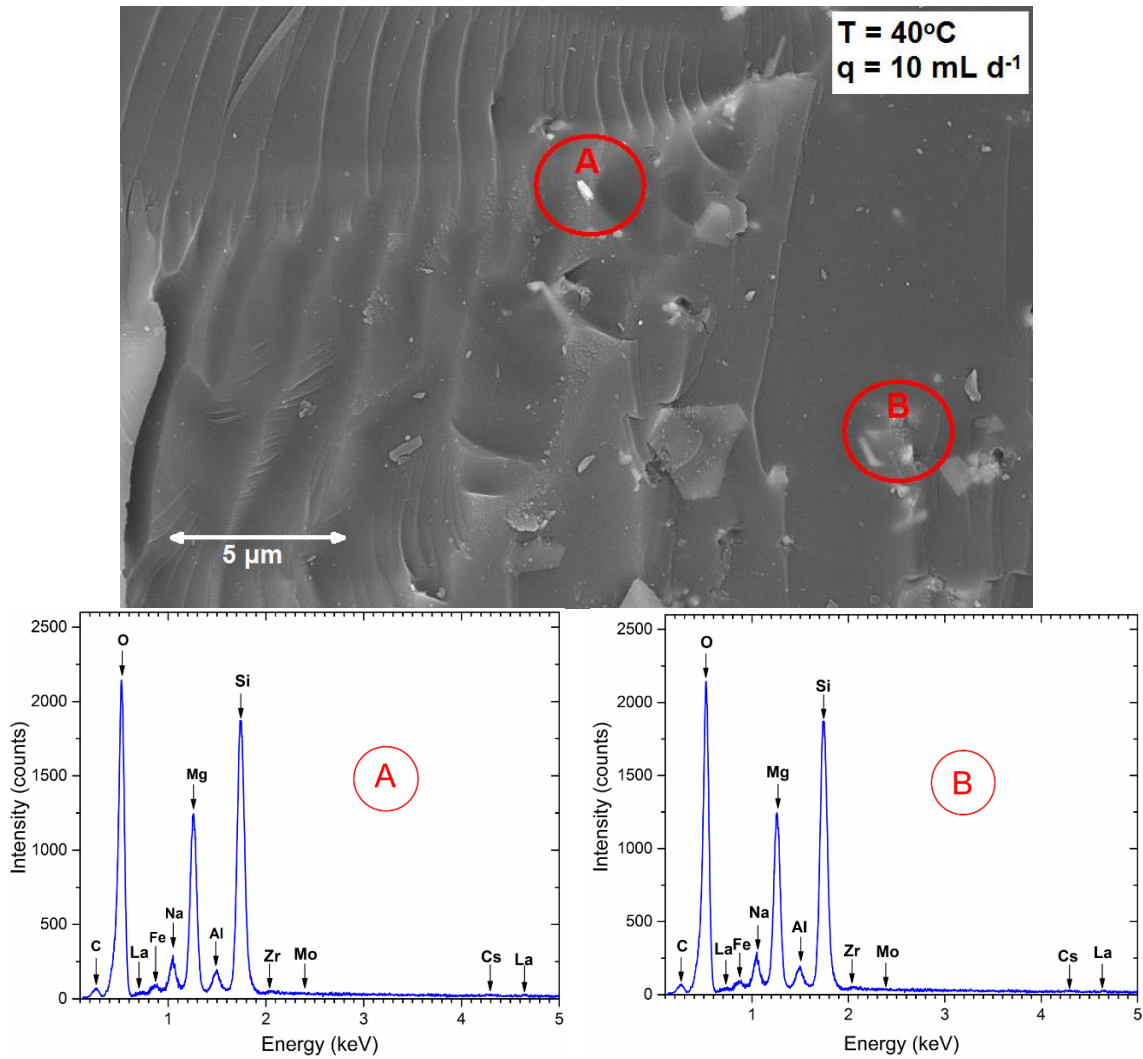 T = 40°C
q = 10 mL d⁻¹
A
B
5 µm
2500
2000
1500
1000
500
0
Intensity (counts)
O
Si
Mg
Na
Al
C
La
Fe
Zr
Mo
Cs
La
A
1
2
3
4
5
Energy (keV)
2500
2000
1500
1000
500
0
Intensity (counts)
O
Si
Mg
Na
Al
C
La
Fe
Zr
Mo
Cs
La
B
1
2
3
4
5
Energy (keV)